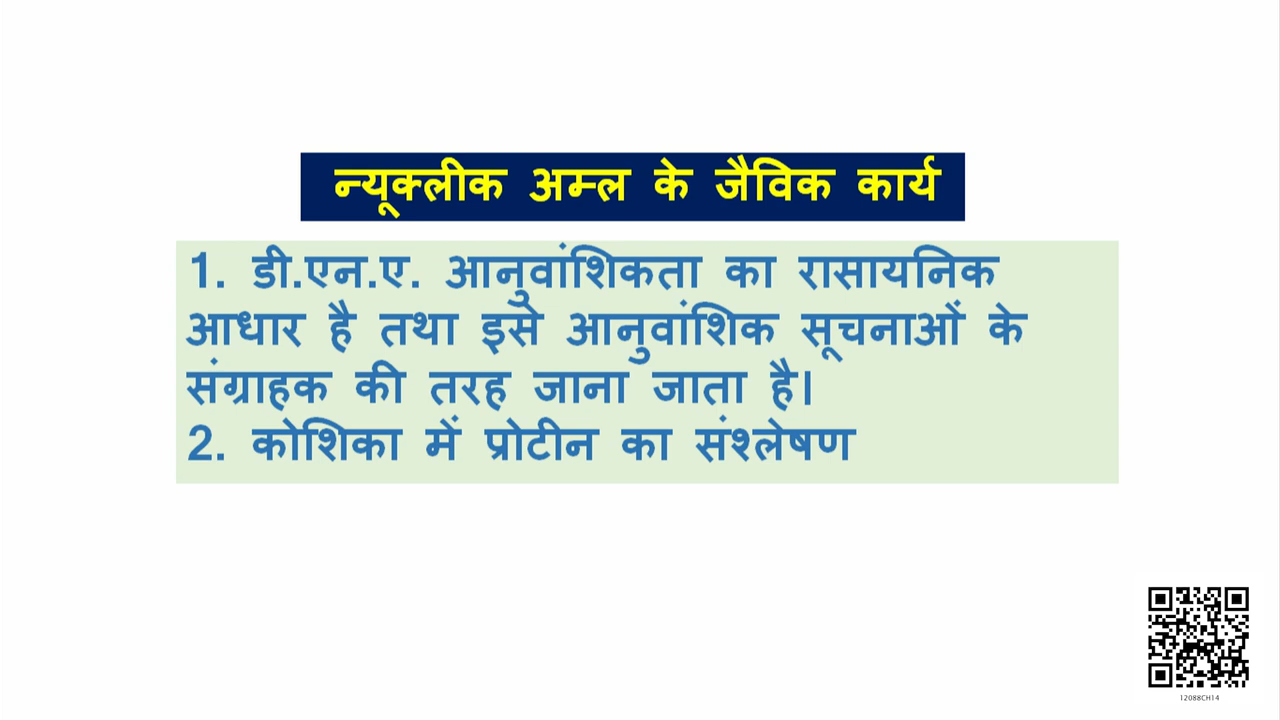 न्यूक्लीक अम्ल के जैविक कार्य
1. डी.एन.ए. आनुवांशिकता का रासायनिक
आधार है तथा इसे आनुवांशिक सूचनाओं के
संग्राहक की तरह जाना जाता है।
2. कोशिका में प्रोटीन का संश्लेषण
12088CH14